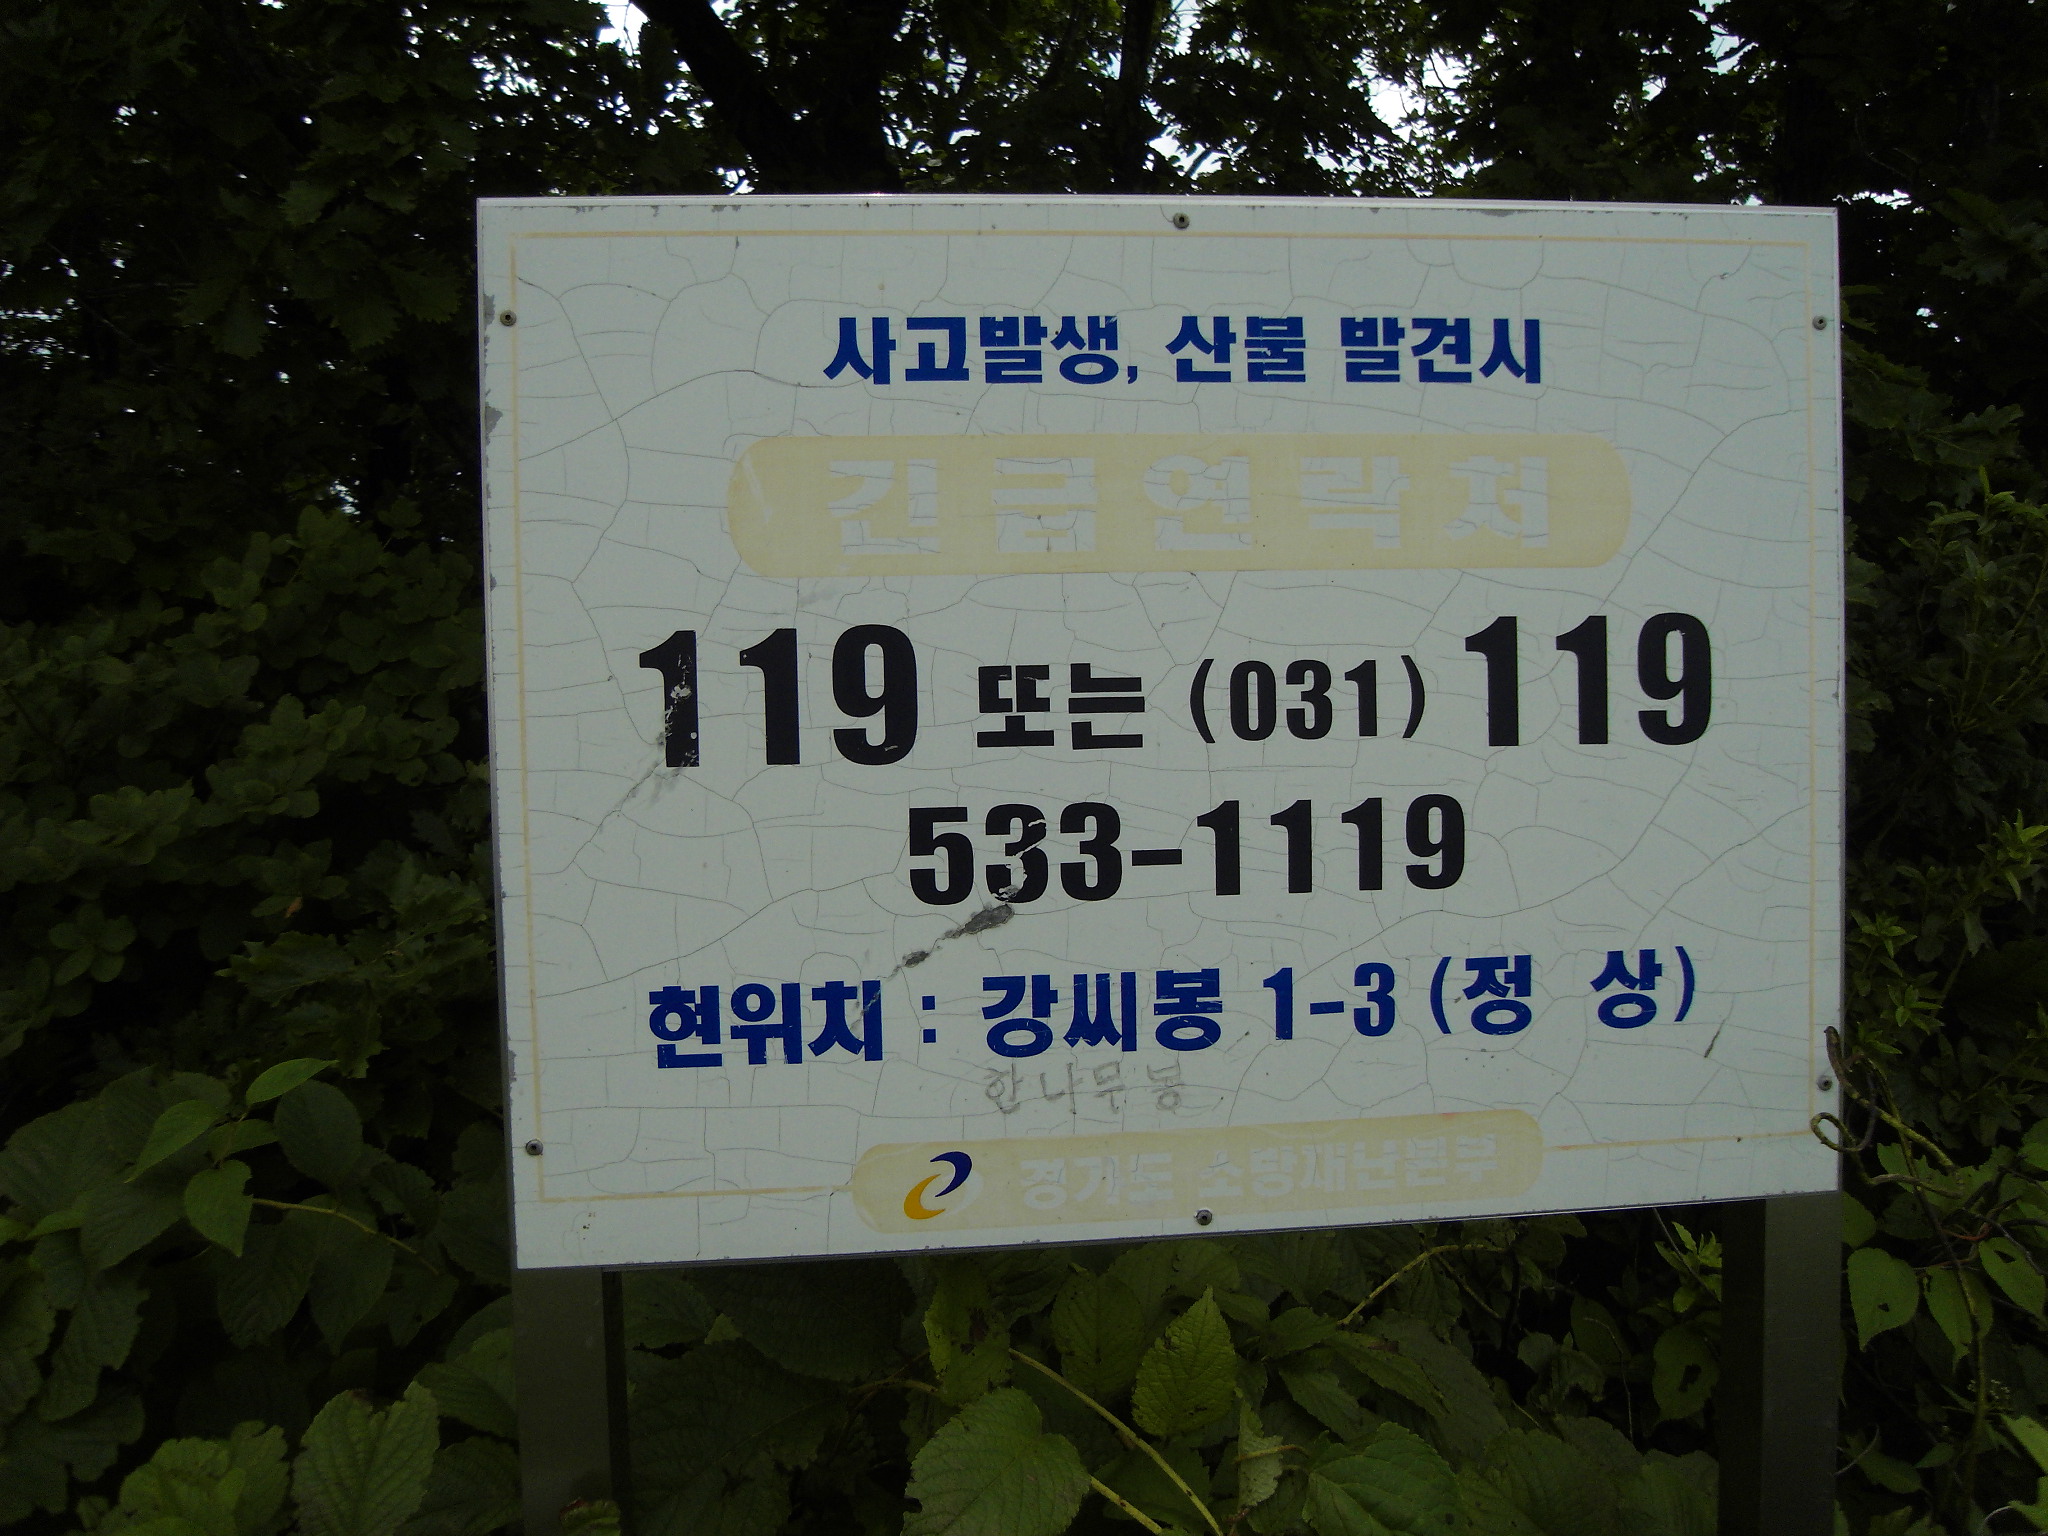 사고발생, 산불 발견시
긴급연락처
119 또는 (031) 119
533-1119
현위치 : 강씨봉 1-3 (정 상)
한나무봉
경기도 소방재난본부